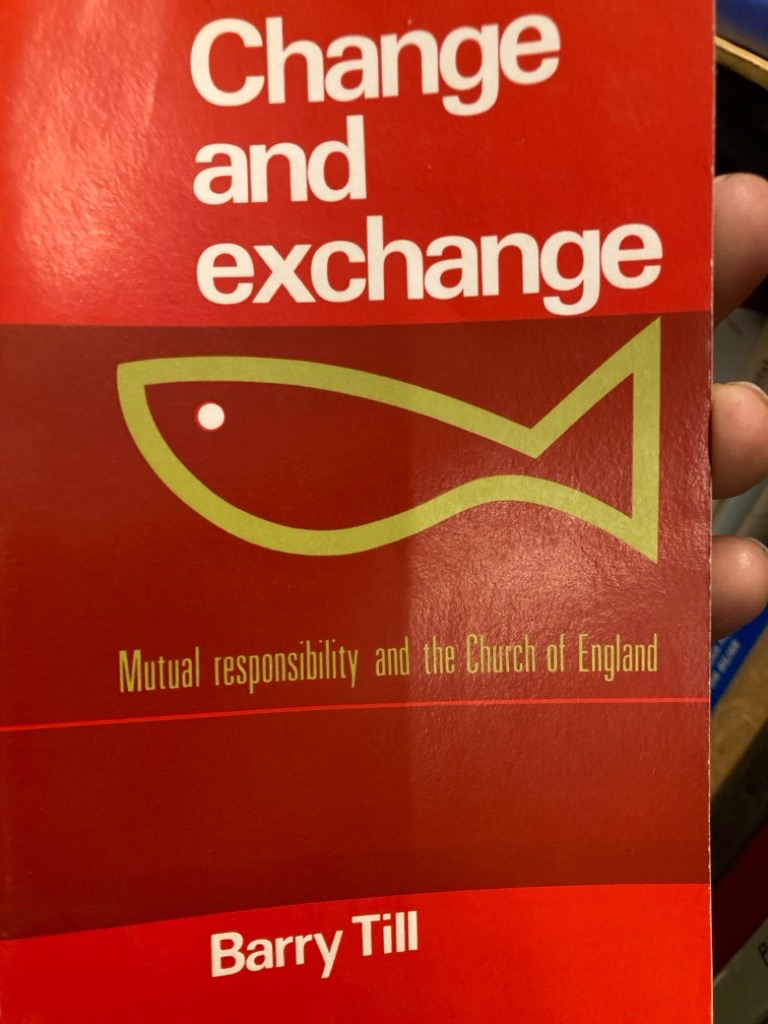 Change
and
exchange
Mutual responsibility and the Church of England
Barry Till